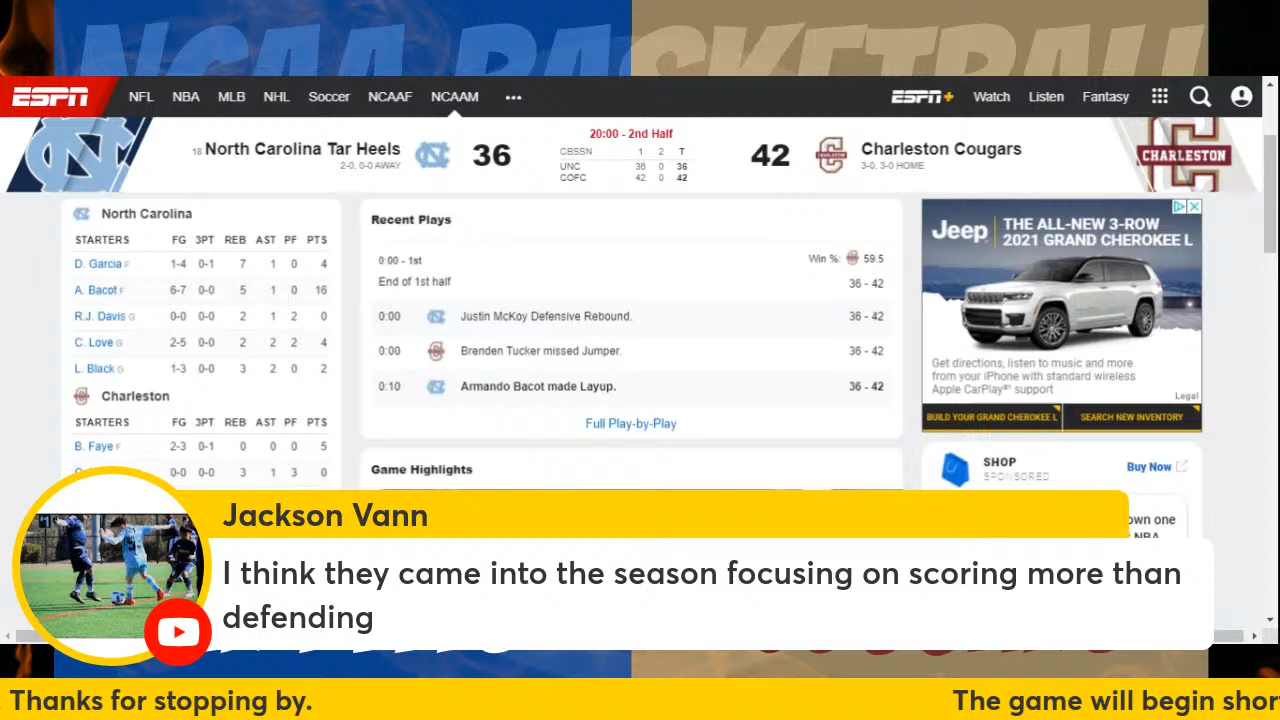 NCAA BASKETBALL
ESPN NFL NBA MLB NHL Soccer NCAAF NCAAM ... ESPN+ Watch Listen Fantasy
18 North Carolina Tar Heels 36
2-0, 0-0 AWAY
20:00 - 2nd Half
CBSSN 1 2 T
UNC 36 0 36
COFC 42 0 42
42 Charleston Cougars
3-0, 3-0 HOME
CHARLESTON
North Carolina
STARTERS FG 3PT REB AST PF PTS
D. Garcia F 1-4 0-1 7 1 0 4
A. Bacot F 6-7 0-0 5 1 0 16
R.J. Davis G 0-0 0-0 2 1 2 0
C. Love G 2-5 0-0 2 2 2 4
L. Black G 1-3 0-0 3 2 0 2
Charleston
STARTERS FG 3PT REB AST PF PTS
B. Faye F 2-3 0-1 0 0 0 5
0-0 0-0 3 1 3 0
Recent Plays
0:00 - 1st Win %: 59.5
End of 1st half 36 - 42
0:00 Justin McKoy Defensive Rebound. 36 - 42
0:00 Brenden Tucker missed Jumper. 36 - 42
0:10 Armando Bacot made Layup. 36 - 42
Full Play-by-Play
Game Highlights
Jeep THE ALL-NEW 3-ROW
2021 GRAND CHEROKEE L
Get directions, listen to music and more
from your iPhone with standard wireless
Apple CarPlay® support
Legal
BUILD YOUR GRAND CHEROKEE L SEARCH NEW INVENTORY
SHOP Buy Now
SPONSORED
own one
NBA
Jackson Vann
I think they came into the season focusing on scoring more than
defending
Thanks for stopping by. The game will begin shor